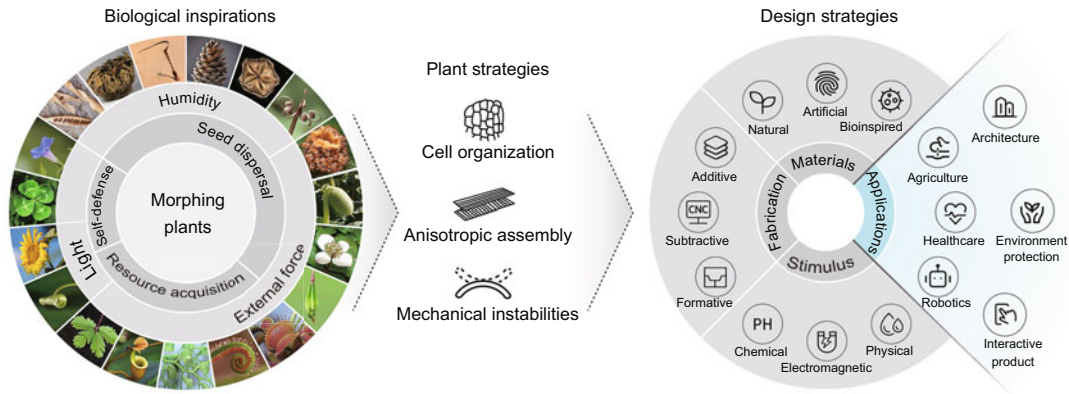 Biological inspirations
Humidity
Seed dispersal
Self-defense
Morphing
plants
Light
Resource acquisition
External force
Plant strategies
Cell organization
Anisotropic assembly
Mechanical instabilities
Design strategies
Natural
Artificial
Bioinspired
Additive
Materials
CNC
Subtractive
Fabrication
Applications
Formative
Stimulus
PH
Chemical
Electromagnetic
Physical
Architecture
Agriculture
Healthcare
Environment
protection
Robotics
Interactive
product